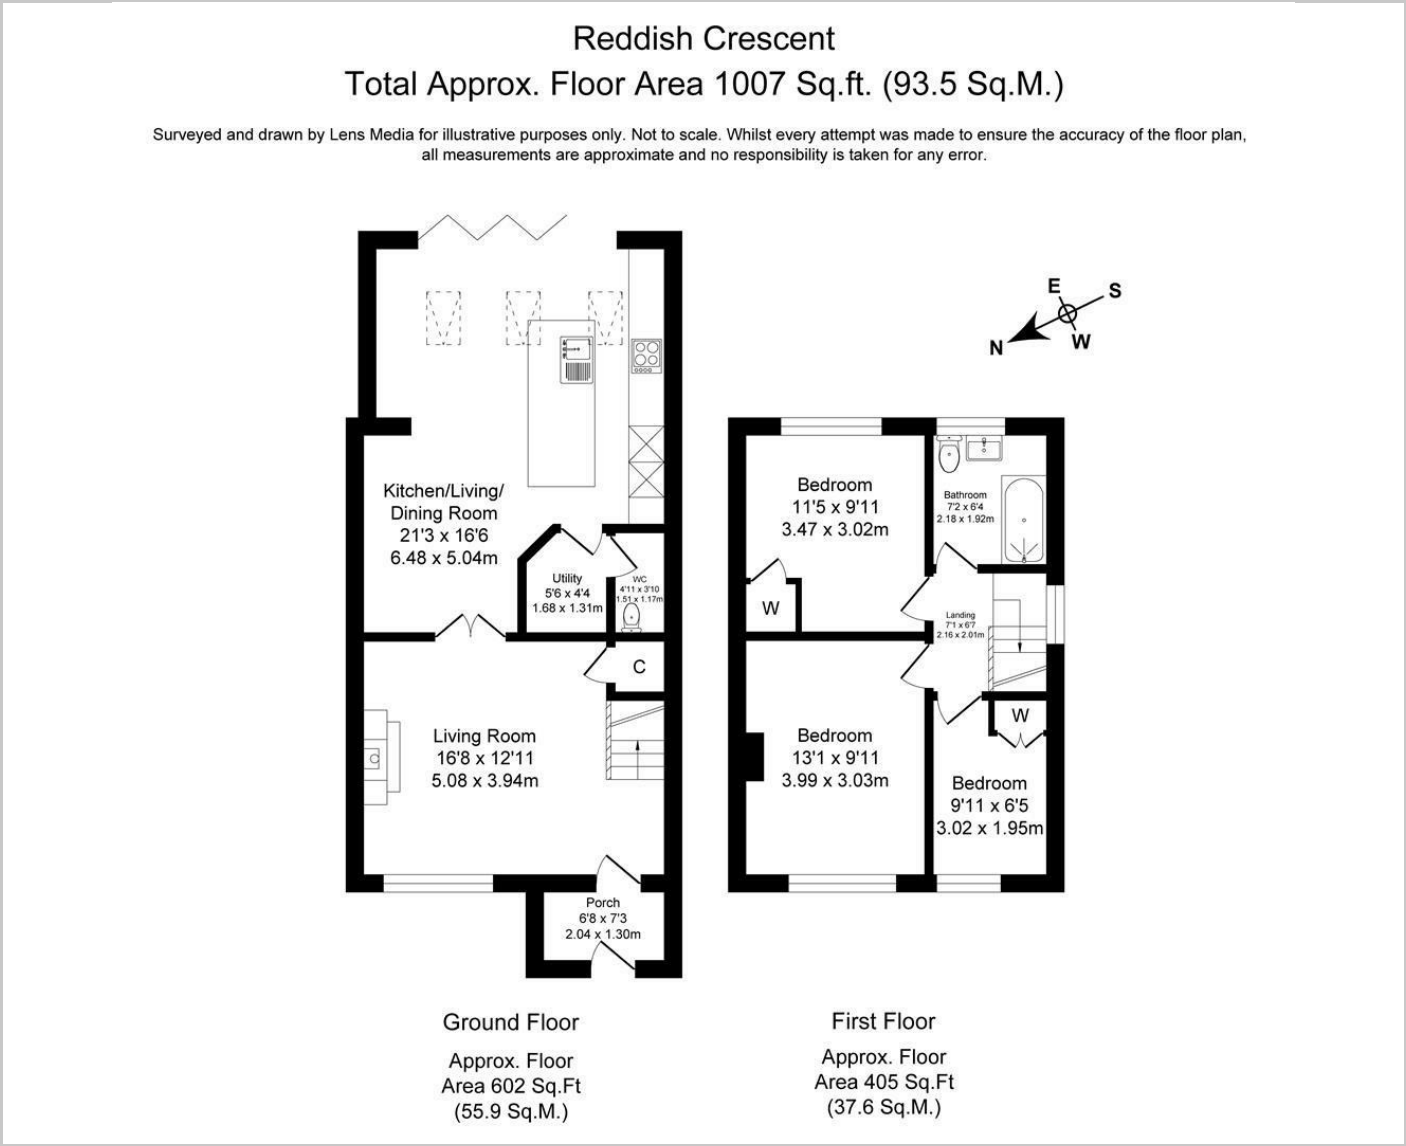 Reddish Crescent
Total Approx. Floor Area 1007 Sq.ft. (93.5 Sq.M.)
Surveyed and drawn by Lens Media for illustrative purposes only. Not to scale. Whilst every attempt was made to ensure the accuracy of the floor plan,
all measurements are approximate and no responsibility is taken for any error.
E
S
N
W
Kitchen/Living/
Dining Room
21'3 x 16'6
6.48 x 5.04m
Utility
5'6 x 4'4
1.68 x 1.31m
WC
4'11 x 3'10
1.51 x 1.17m
C
Living Room
16'8 x 12'11
5.08 x 3.94m
Porch
6'8 x 7'3
2.04 x 1.30m
Bedroom
11'5 x 9'11
3.47 x 3.02m
Bathroom
7'2 x 6'4
2.18 x 1.92m
W
Landing
7'1 x 6'7
2.16 x 2.01m
Bedroom
13'1 x 9'11
3.99 x 3.03m
W
Bedroom
9'11 x 6'5
3.02 x 1.95m
Ground Floor
Approx. Floor
Area 602 Sq.Ft
(55.9 Sq.M.)
First Floor
Approx. Floor
Area 405 Sq.Ft
(37.6 Sq.M.)